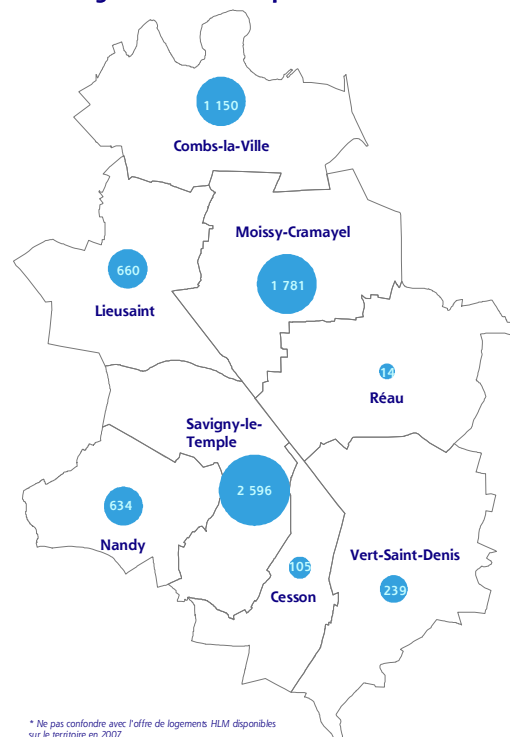 1 150
Combs-la-Ville
Moissy-Cramayel
660
1 781
Lieusaint
14
Réau
Savigny-le-
Temple
2 596
634
Nandy
Vert-Saint-Denis
105
239
Cesson
* Ne pas confondre avec l'offre de logements HLM disponibles
sur le territoire en 2007